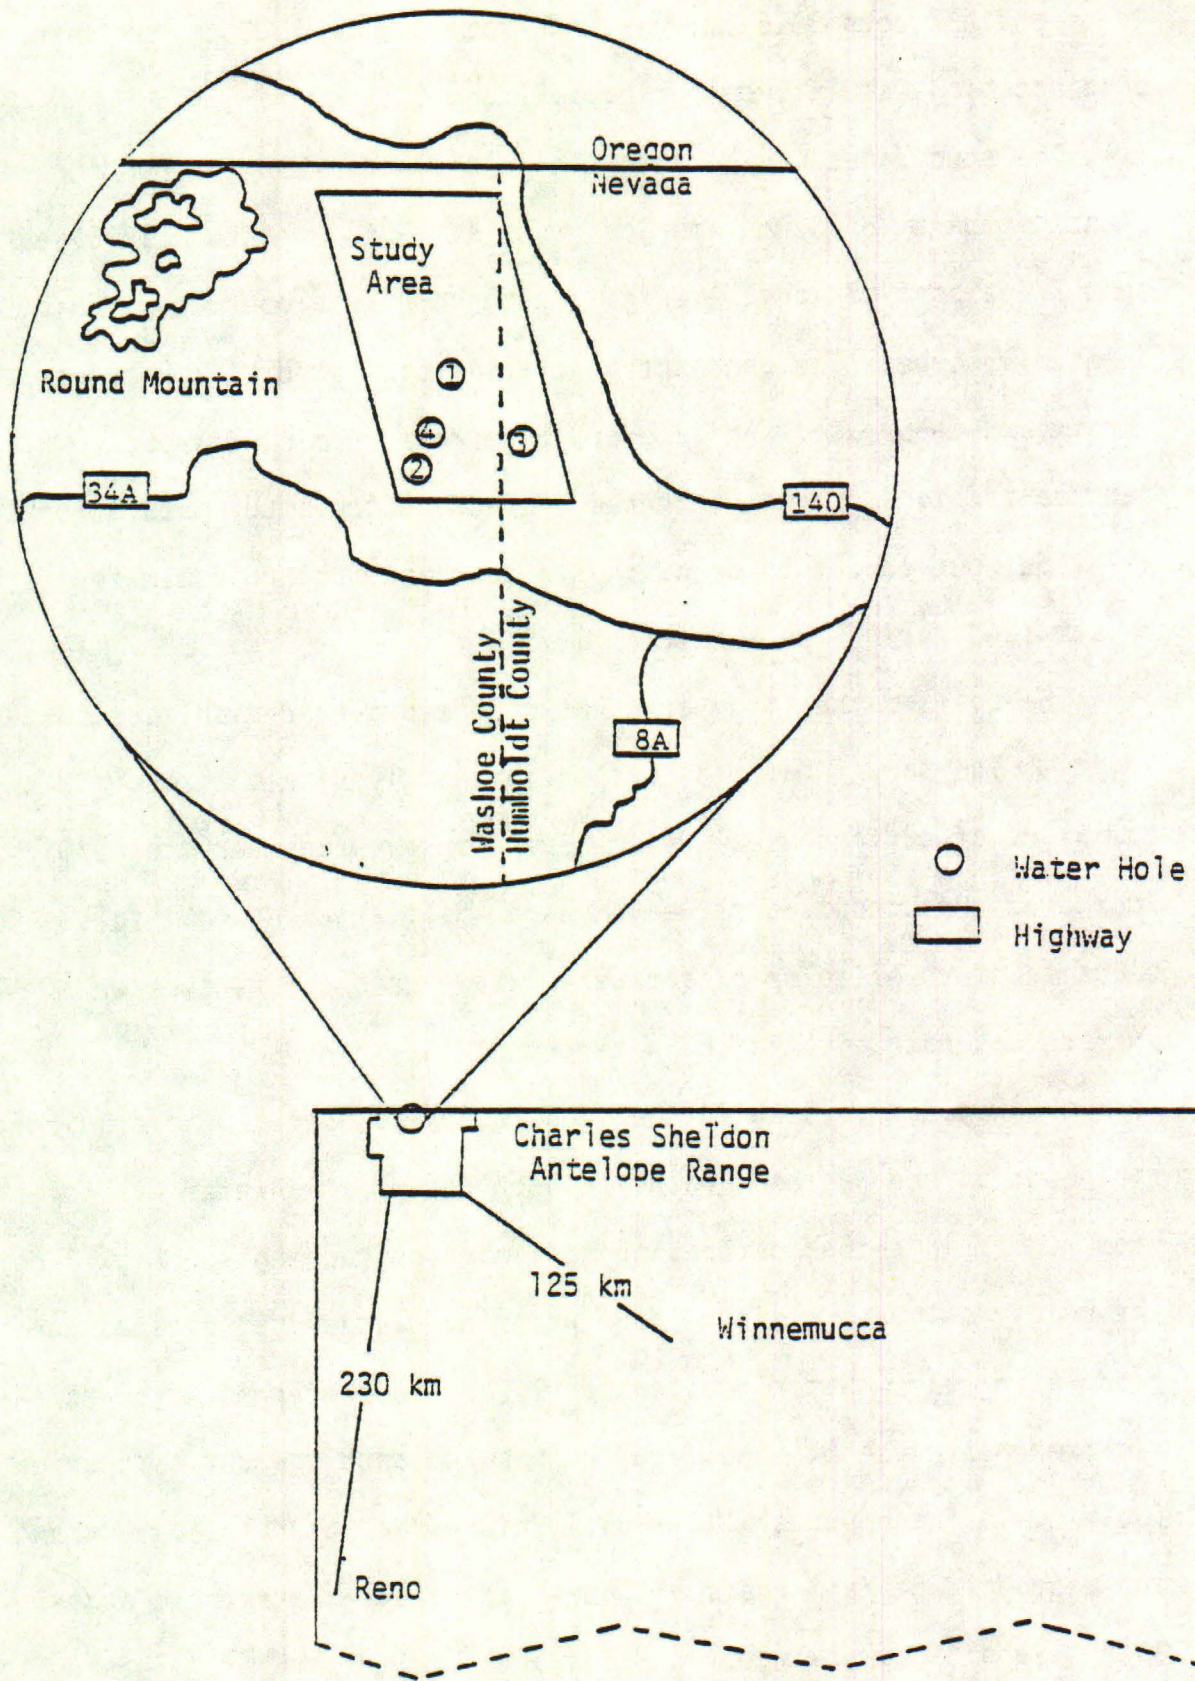 Oregon
Nevada
Study
Area
1
Round Mountain
4
3
2
34A
140
Washoe County
Humboldt County
8A
Water Hole
Highway
Charles Sheldon
Antelope Range
125 km
Winnemucca
230 km
Reno